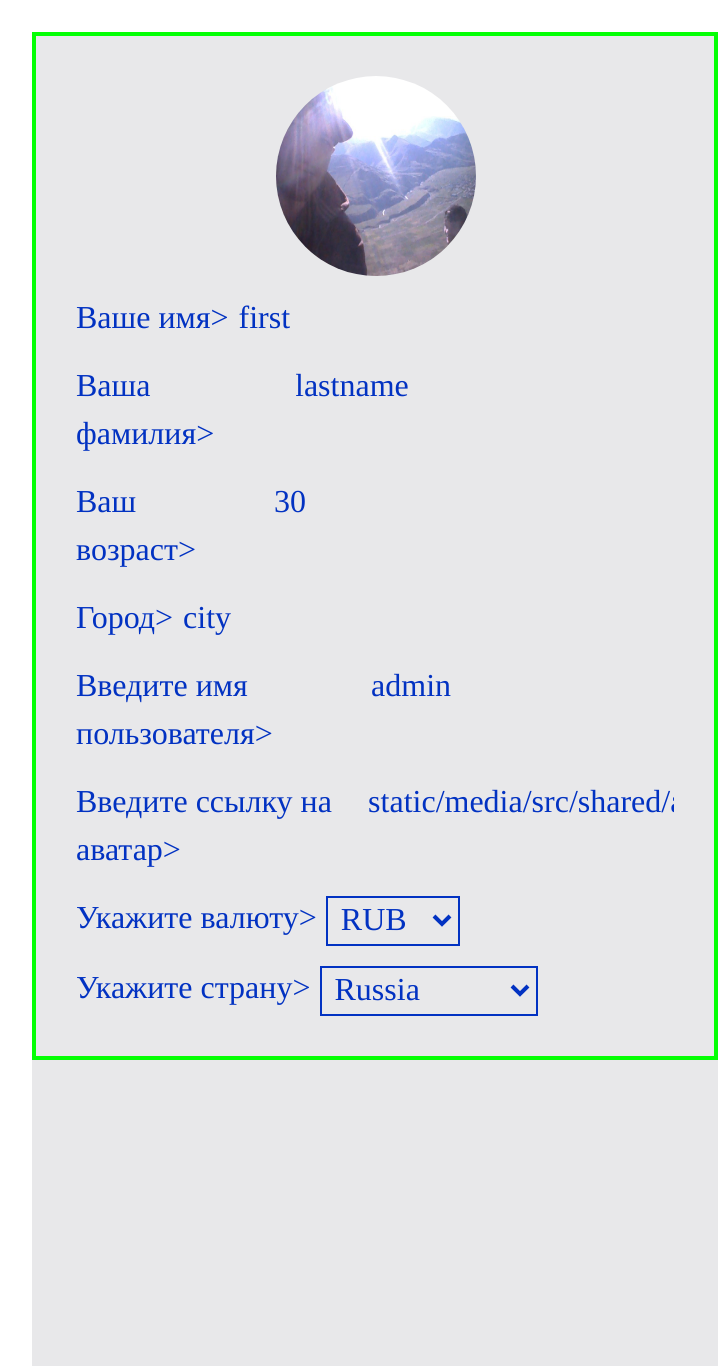 Ваше имя> first
Ваша lastname
фамилия>
Ваш 30
возраст>
Город> city
Введите имя admin
пользователя>
Введите ссылку на static/media/src/shared/
аватар>
Укажите валюту> RUB
Укажите страну> Russia